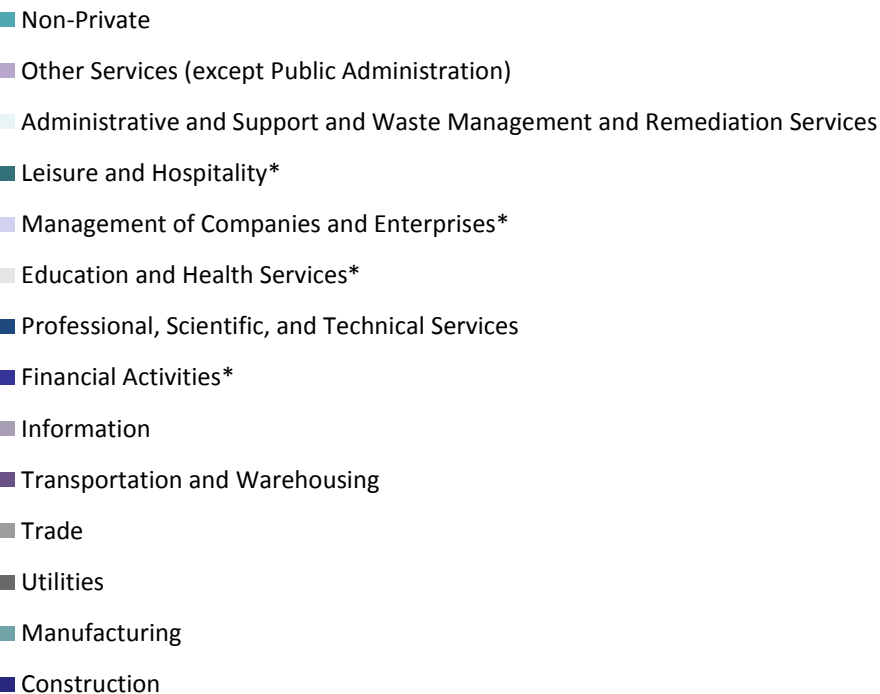 Non-Private
Other Services (except Public Administration)
Administrative and Support and Waste Management and Remediation Services
Leisure and Hospitality*
Management of Companies and Enterprises*
Education and Health Services*
Professional, Scientific, and Technical Services
Financial Activities*
Information
Transportation and Warehousing
Trade
Utilities
Manufacturing
Construction